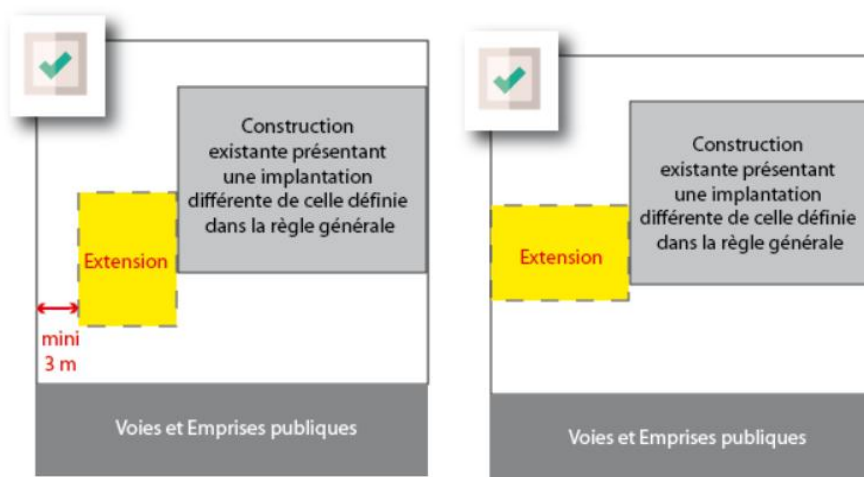 Construction
existante présentant
une implantation
différente de celle définie
dans la règle générale
Extension
mini
3 m
Voies et Emprises publiques
Construction
existante présentant
une implantation
différente de celle définie
dans la règle générale
Extension
Voies et Emprises publiques